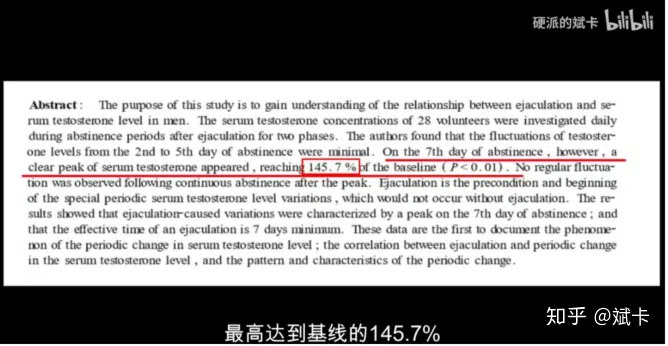 硬派的斌卡 bilibili
Abstract: The purpose of this study is to gain understanding of the relationship between ejaculation and se-
rum testosterone level in men. The serum testosterone concentrations of 28 volunteers were investigated daily
during abstinence periods after ejaculation for two phases. The authors found that the fluctuations of testoster-
one levels from the 2nd to 5th day of abstinence were minimal. On the 7th day of abstinence, however, a
clear peak of serum testosterone appeared, reaching 145.7% of the baseline (P<0.01). No regular fluctua-
tion was observed following continuous abstinence after the peak. Ejaculation is the precondition and beginning
of the special periodic serum testosterone level variations, which would not occur without ejaculation. The re-
sults showed that ejaculation-caused variations were characterized by a peak on the 7th day of abstinence; and
that the effective time of an ejaculation is 7 days minimum. These data are the first to document the phenome-
non of the periodic change in serum testosterone level; the correlation between ejaculation and periodic change
in the serum testosterone level, and the pattern and characteristics of the periodic change.
知乎 @斌卡
最高达到基线的145.7%